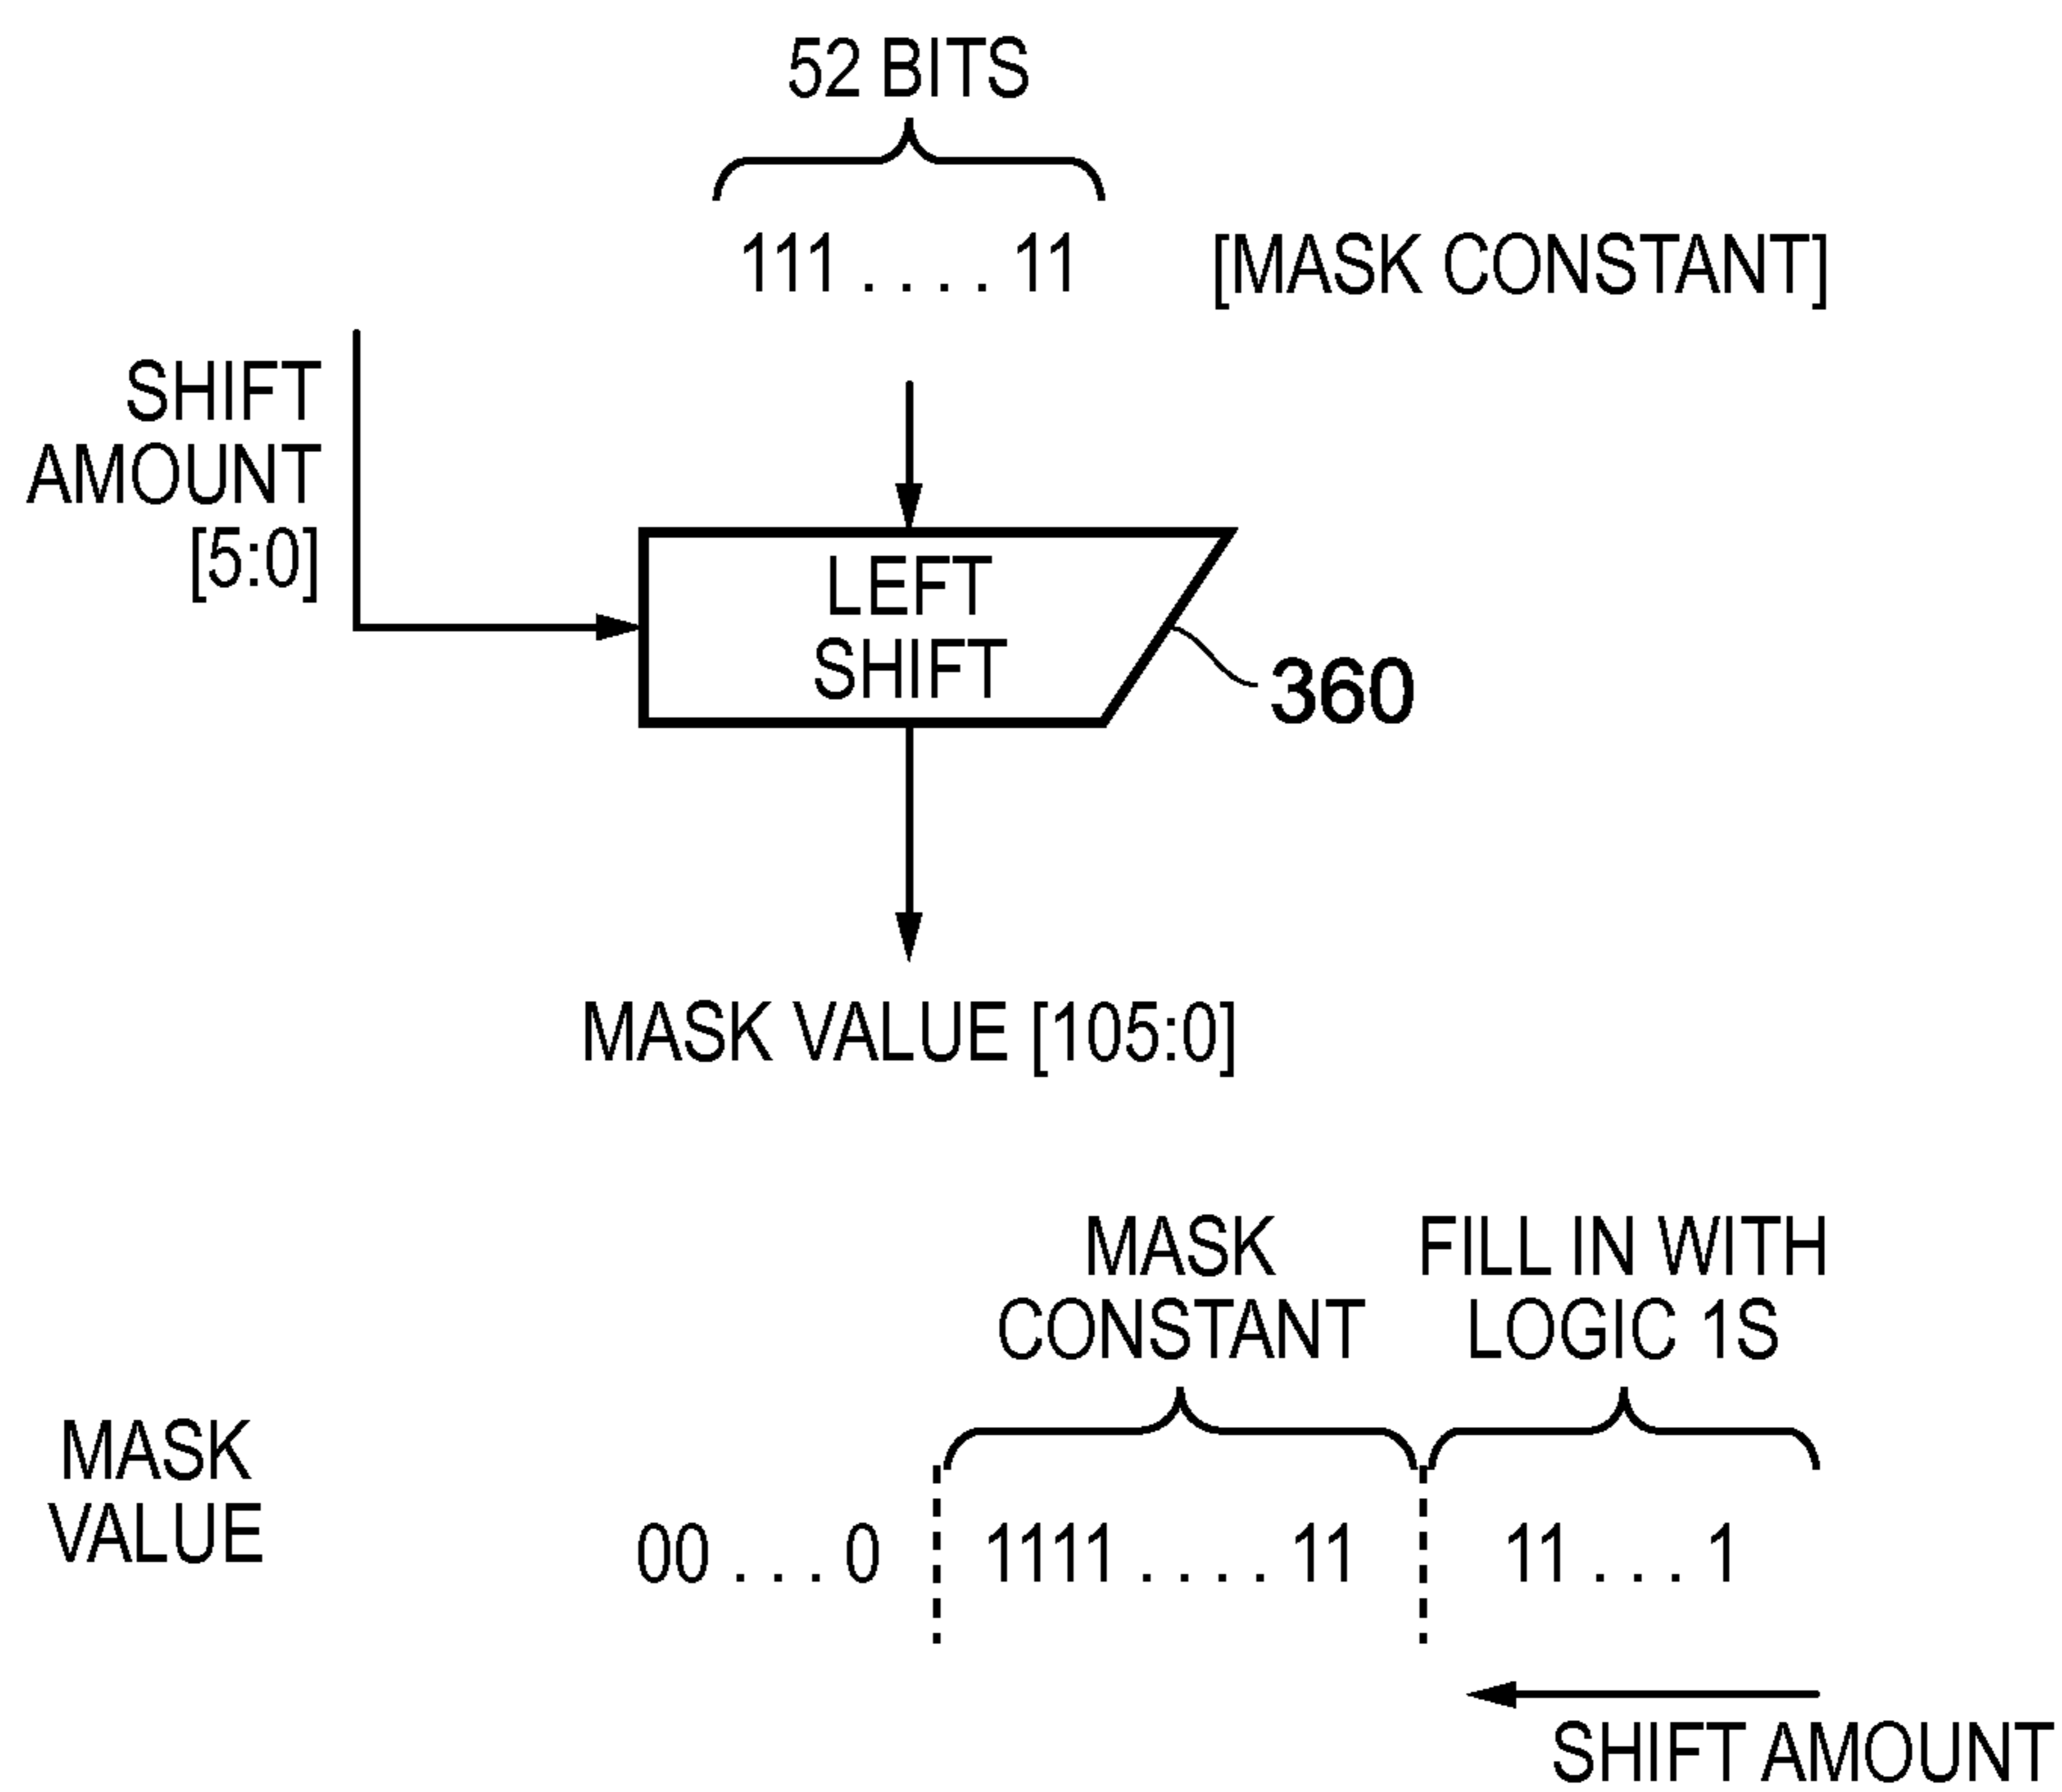 52 BITS
111 . . . . 11 [MASK CONSTANT]
SHIFT
AMOUNT
[5:0]
LEFT
SHIFT
360
MASK VALUE [105:0]
MASK
CONSTANT
FILL IN WITH
LOGIC 1S
MASK
VALUE
00 . . . 0 1111 . . . . 11 11 . . . 1
SHIFT AMOUNT